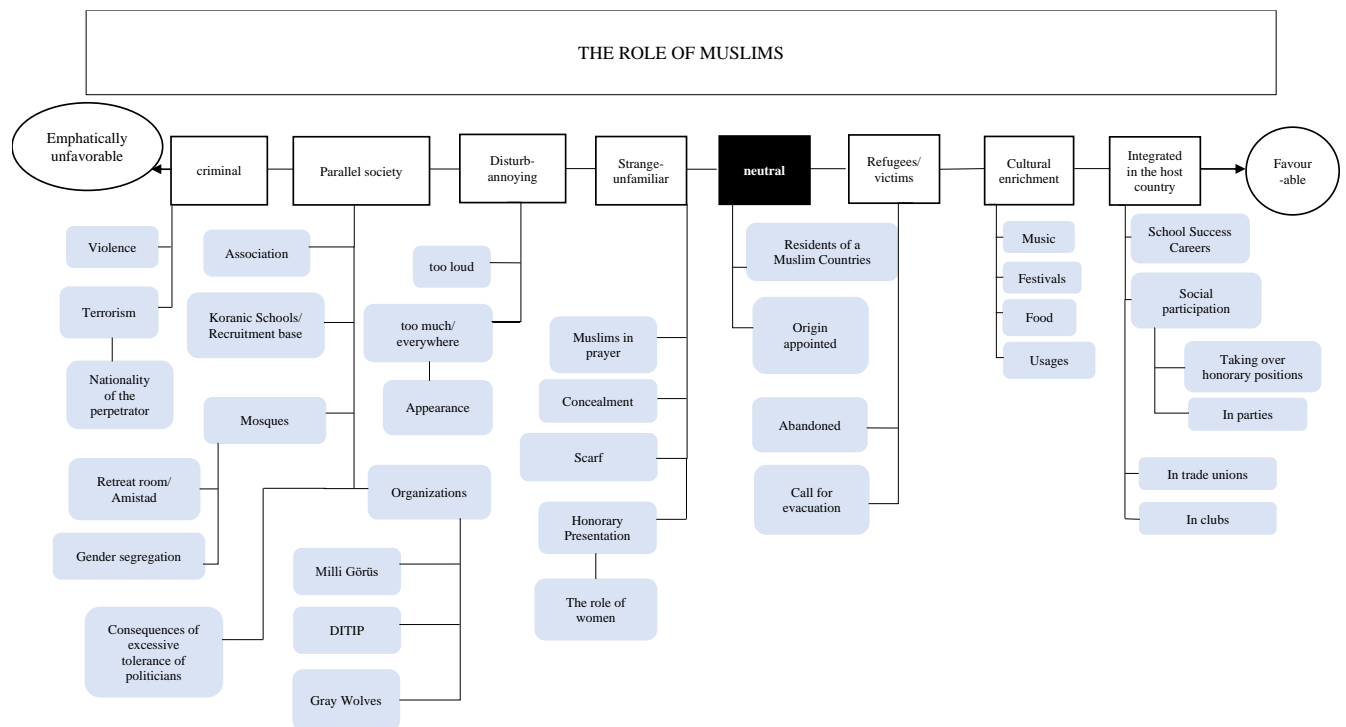 THE ROLE OF MUSLIMS
Emphatically
unfavorable
criminal
Parallel society
Disturb-
annoying
Strange-
unfamiliar
neutral
Refugees/
victims
Cultural
enrichment
Integrated
in the host
country
Favour
-able
Violence
Terrorism
Nationality
of the
perpetrator
Association
Koranic Schools/
Recruitment base
Mosques
Retreat room/
Amistad
Gender segregation
Organizations
Milli Görüs
DITIP
Gray Wolves
Consequences of
excessive
tolerance of
politicians
too loud
too much/
everywhere
Appearance
Muslims in
prayer
Concealment
Scarf
Honorary
Presentation
The role of
women
Residents of a
Muslim Countries
Origin
appointed
Abandoned
Call for
evacuation
Music
Festivals
Food
Usages
School Success
Careers
Social
participation
Taking over
honorary positions
In parties
In trade unions
In clubs